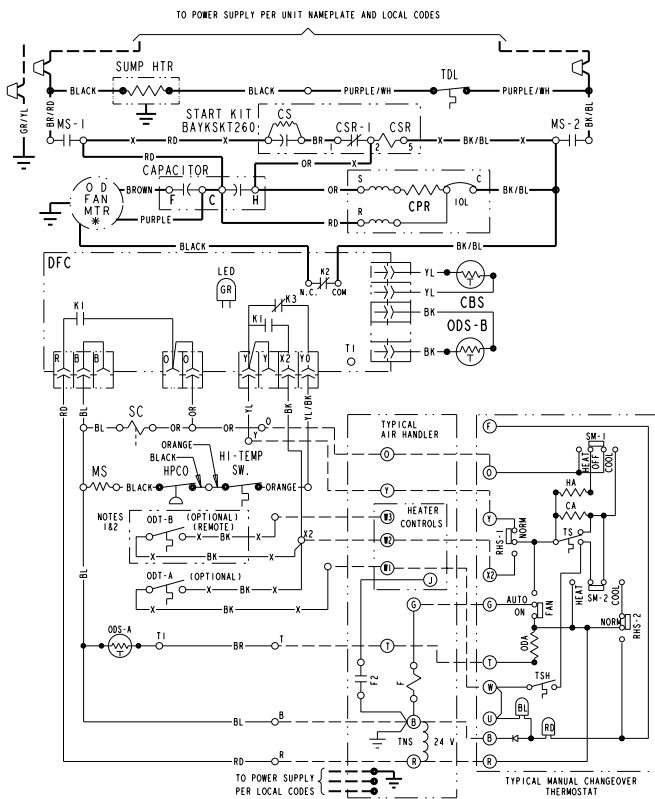 TO POWER SUPPLY PER UNIT NAMEPLATE AND LOCAL CODES
SUMP HTR
TDL
BLACK
BLACK
PURPLE/WH
PURPLE/WH
GR/YL
BR/RD
BK/BL
START KIT
BAYKSKT260
CS
MS-1
CSR-1
CSR
MS-2
X
RD
X
BR
1
2
5
X
BK/BL
X
RD
OR
X
CAPACITOR
O D
FAN
MTR
*
BROWN
F
C
H
OR
S
C
BK/BL
CPR
IOL
PURPLE
RD
R
BLACK
BK/BL
DFC
LED
GR
K2
N.C.
COM
YL
YL
CBS
BK
ODS-B
BK
K1
K3
K1
T1
R
B
B
O
O
Y
Y
X2
YO
RD
BL
OR
YL
BK
YL/BK
SC
BL
OR
OR
O
Y
TYPICAL
AIR HANDLER
F
SM-1
HEAT
OFF
COOL
O
O
ORANGE
BLACK
HI-TEMP
SW.
MS
HPCO
BLACK
ORANGE
HA
CA
Y
Y
NORM
RHS-1
TS
HEATER
CONTROLS
W3
W2
W1
J
NOTES
1&2
ODT-B
(OPTIONAL)
(REMOTE)
X
BK
X
X2
X2
BL
ODT-A
(OPTIONAL)
X
BK
X
HEAT
SM-2
COOL
G
G
AUTO
ON
FAN
NORM
RHS-2
ODS-A
T1
BR
T
T
T
ODA
F2
F
W
TSH
BL
RD
U
BL
B
B
B
TNS
24 V
RD
R
R
R
TO POWER SUPPLY
PER LOCAL CODES
TYPICAL MANUAL CHANGEOVER
THERMOSTAT